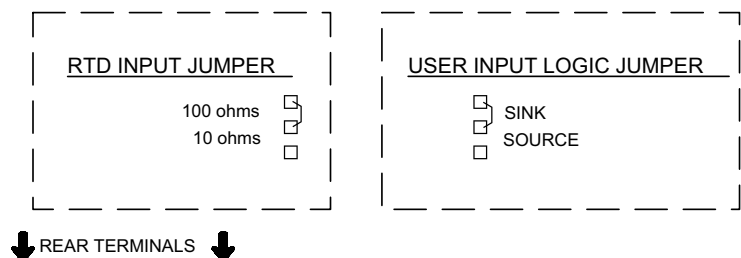 RTD INPUT JUMPER
100 ohms
10 ohms
USER INPUT LOGIC JUMPER
SINK
SOURCE
REAR TERMINALS